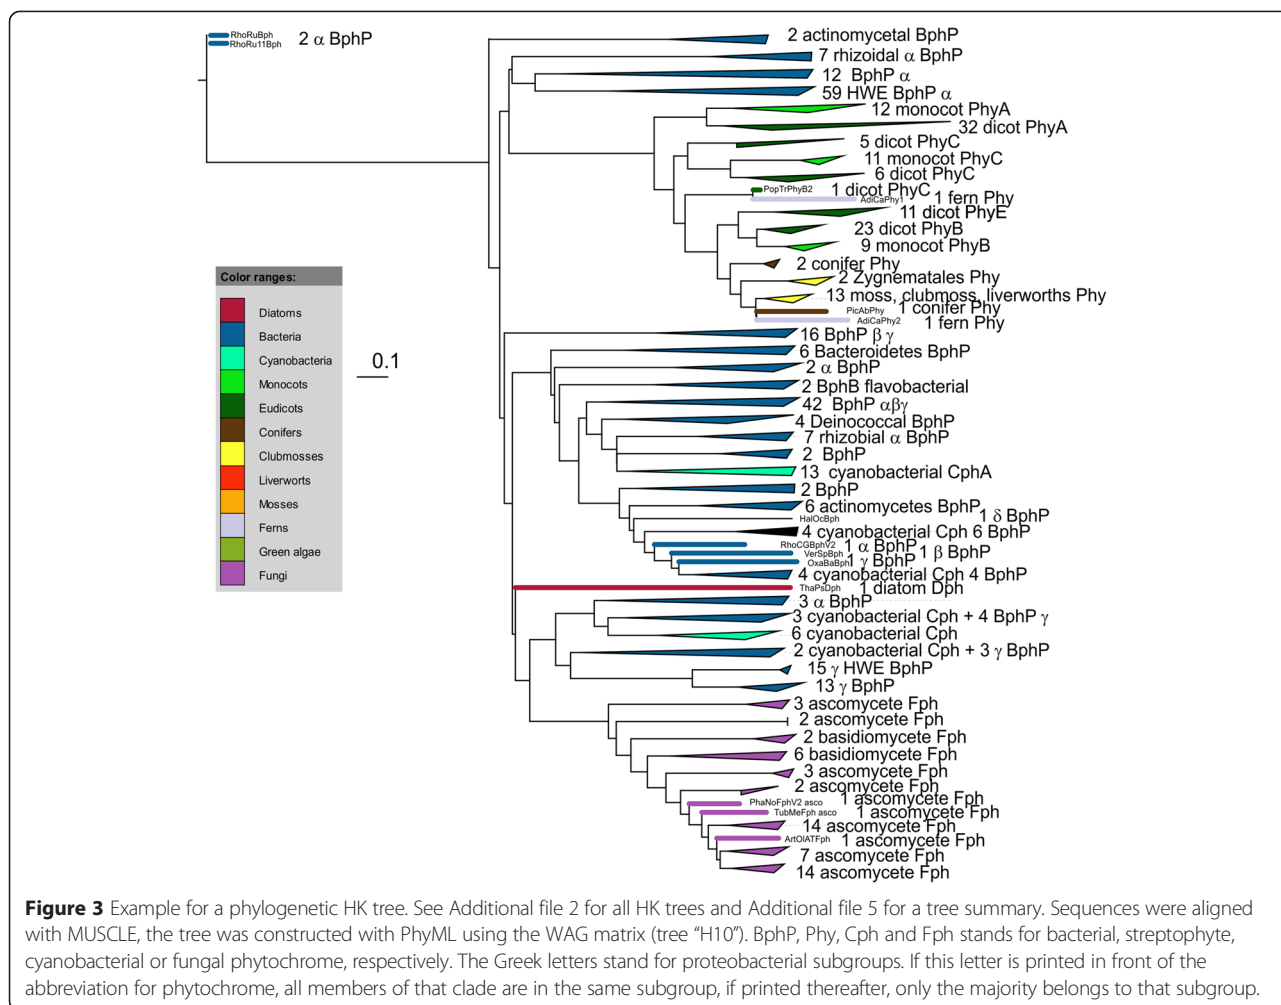 RhoRuBph
RhoRu11Bph
2 α BphP
2 actinomycetal BphP
7 rhizoidal α BphP
12 BphP α
59 HWE BphP α
12 monocot PhyA
32 dicot PhyA
5 dicot PhyC
11 monocot PhyC
6 dicot PhyC
PopTrPhyB2 1 dicot PhyC
AdiCaPhy1 1 fern Phy
11 dicot PhyE
23 dicot PhyB
9 monocot PhyB
2 conifer Phy
2 Zygnematales Phy
13 moss, clubmoss, liverworts Phy
PicAbPhy 1 conifer Phy
AdiCaPhy2 1 fern Phy
16 BphP β γ
6 Bacteroidetes BphP
2 α BphP
2 BphB flavobacterial
42 BphP αβγ
4 Deinococcal BphP
7 rhizobial α BphP
2 BphP
13 cyanobacterial CphA
2 BphP
6 actinomycetes BphP
HalOcBph 1 δ BphP
4 cyanobacterial Cph 6 BphP
RhoCGBphV2 1 α BphP
VerSpBph 1 β BphP
OxaBaBphI 1 γ BphP
4 cyanobacterial Cph 4 BphP
ThaPsDph 1 diatom Dph
3 α BphP
3 cyanobacterial Cph + 4 BphP γ
6 cyanobacterial Cph
2 cyanobacterial Cph + 3 γ BphP
15 γ HWE BphP
13 γ BphP
3 ascomycete Fph
2 ascomycete Fph
2 basidiomycete Fph
6 basidiomycete Fph
3 ascomycete Fph
2 ascomycete Fph
PhaNoFphV2 asco 1 ascomycete Fph
TubMeFph asco 1 ascomycete Fph
14 ascomycete Fph
ArtOlATFph 1 ascomycete Fph
7 ascomycete Fph
14 ascomycete Fph
Color ranges:
Diatoms
Bacteria
Cyanobacteria
Monocots
Eudicots
Conifers
Clubmosses
Liverworts
Mosses
Ferns
Green algae
Fungi
0.1
Figure 3 Example for a phylogenetic HK tree. See Additional file 2 for all HK trees and Additional file 5 for a tree summary. Sequences were aligned
with MUSCLE, the tree was constructed with PhyML using the WAG matrix (tree “H10”). BphP, Phy, Cph and Fph stands for bacterial, streptophyte,
cyanobacterial or fungal phytochrome, respectively. The Greek letters stand for proteobacterial subgroups. If this letter is printed in front of the
abbreviation for phytochrome, all members of that clade are in the same subgroup, if printed thereafter, only the majority belongs to that subgroup.